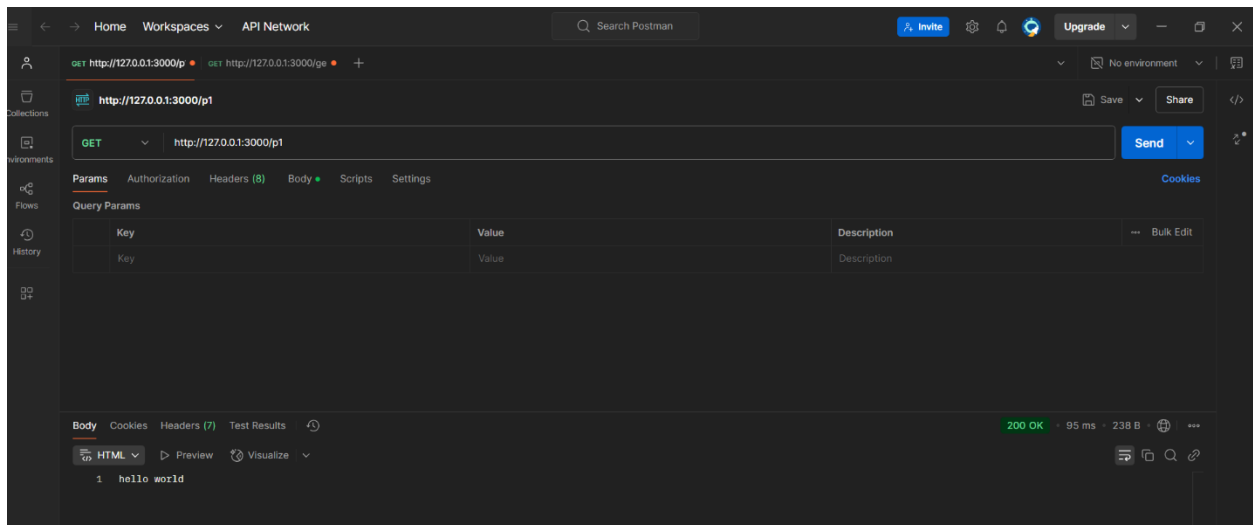 Home Workspaces API Network Search Postman Invite Upgrade
GET http://127.0.0.1:3000/p GET http://127.0.0.1:3000/ge No environment
HTTP http://127.0.0.1:3000/p1 Save Share
Collections
GET http://127.0.0.1:3000/p1 Send
nvironments
Params Authorization Headers (8) Body Scripts Settings Cookies
Flows
Query Params
Key Value Description Bulk Edit
History
Key Value Description
Body Cookies Headers (7) Test Results 200 OK 95 ms 238 B
HTML Preview Visualize
1 hello world